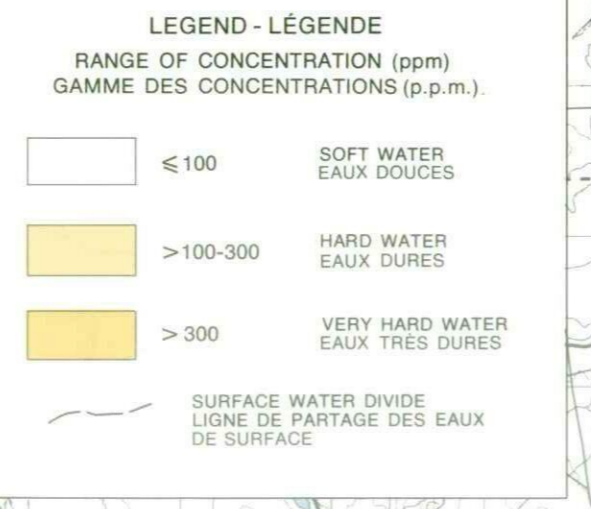 LEGEND - LÉGENDE
RANGE OF CONCENTRATION (ppm)
GAMME DES CONCENTRATIONS (p.p.m.).
≤100 SOFT WATER
EAUX DOUCES
>100-300 HARD WATER
EAUX DURES
>300 VERY HARD WATER
EAUX TRÈS DURES
SURFACE WATER DIVIDE
LIGNE DE PARTAGE DES EAUX
DE SURFACE